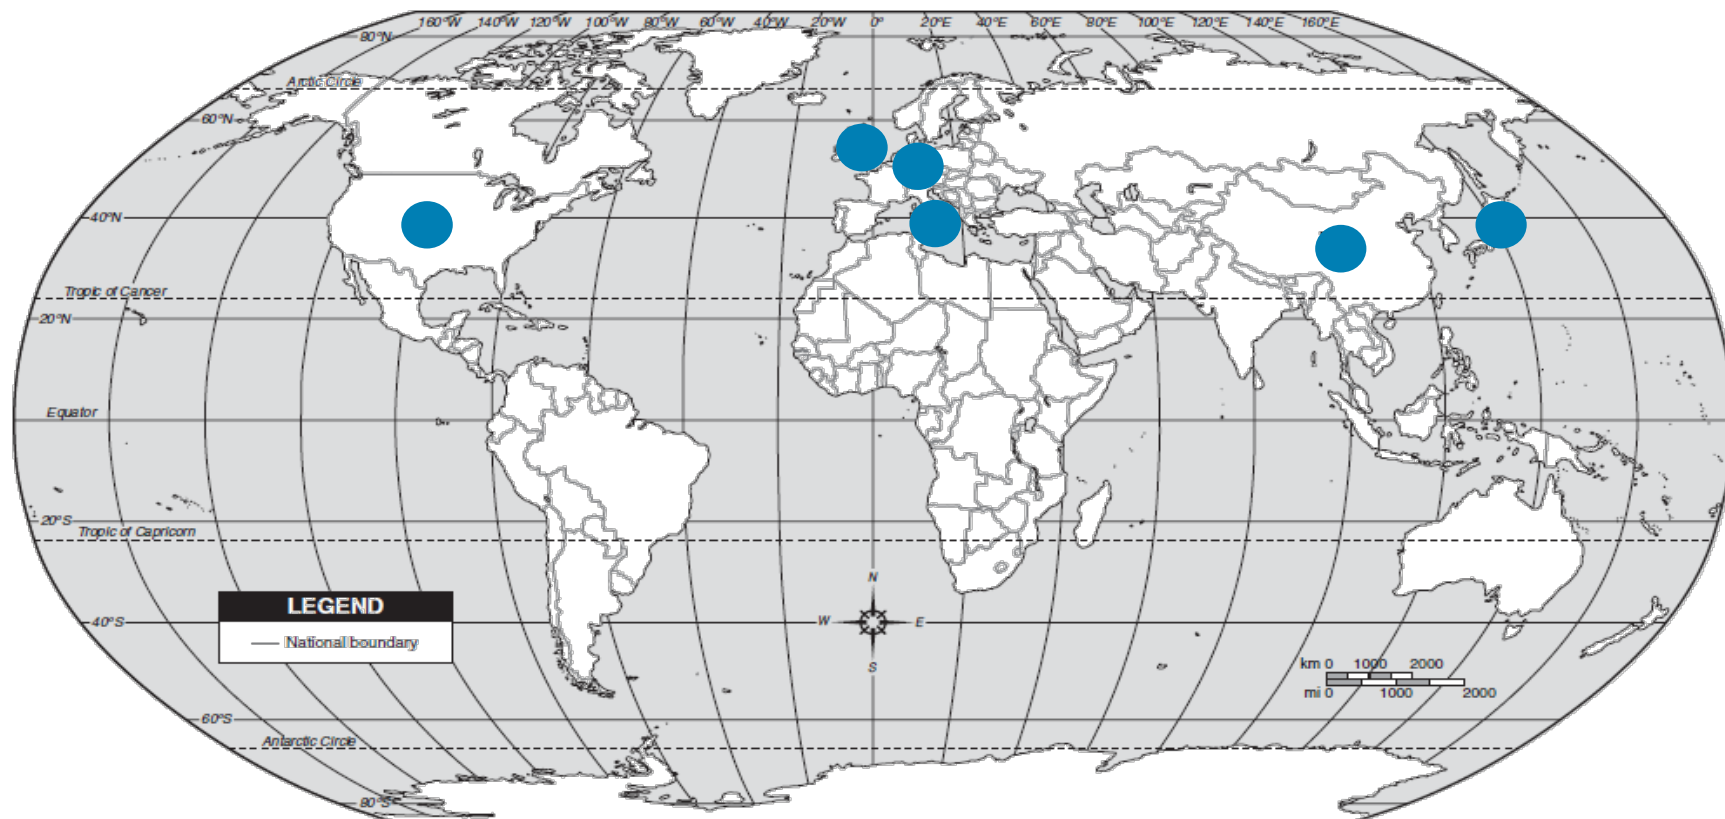 160°W 140°W 120°W 100°W 80°W 60°W 40°W 20°W 0° 20°E 40°E 60°E 80°E 100°E 120°E 140°E 160°E
80°N
Arctic Circle
60°N
40°N
Tropic of Cancer
20°N
Equator
20°S
Tropic of Capricorn
N
W E
S
LEGEND
National boundary
40°S
km 0 1000 2000
mi 0 1000 2000
60°S
Antarctic Circle
80°S